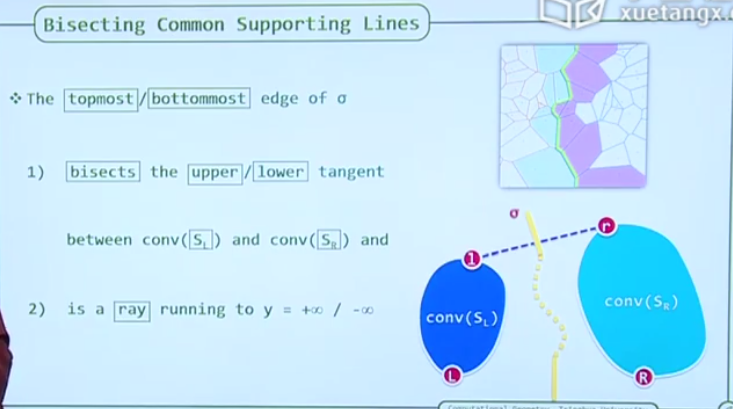 Bisecting Common Supporting Lines
xuetangx.
The topmost/bottommost edge of σ
1) bisects the upper/lower tangent
between conv(S_L) and conv(S_R) and
2) is a ray running to y = +∞ / -∞
σ
r
l
conv(S_R)
conv(S_L)
L
R